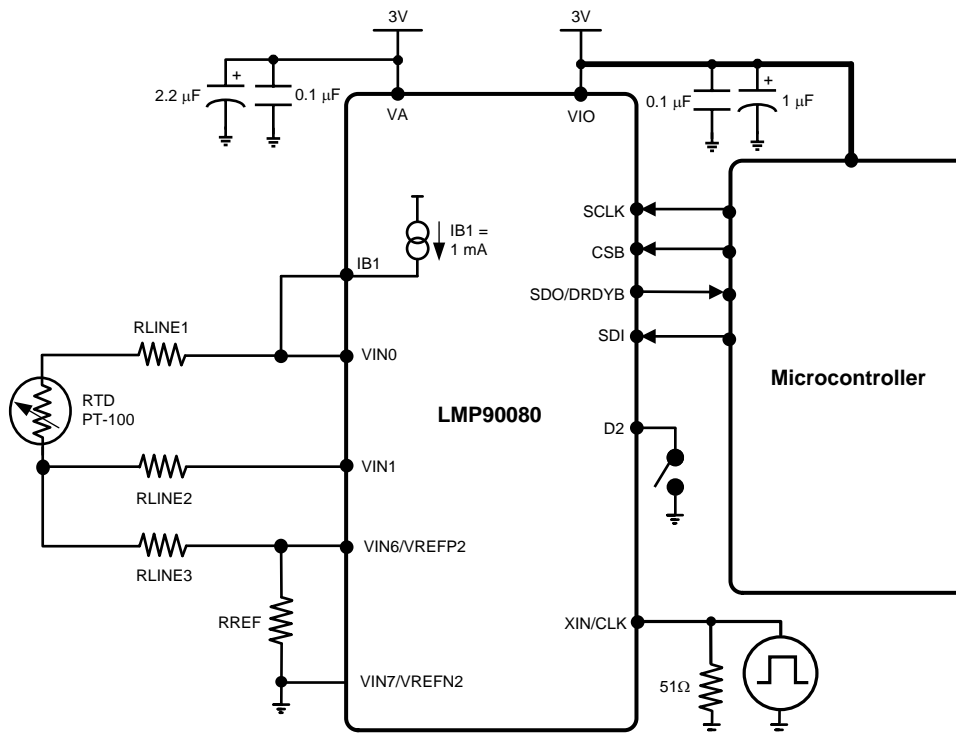 3V
3V
2.2 μF
+
0.1 μF
0.1 μF
+
1 μF
VA
VIO
IB1 =
1 mA
IB1
SCLK
CSB
SDO/DRDYB
SDI
RLINE1
VIN0
RTD
PT-100
LMP90080
Microcontroller
D2
VIN1
RLINE2
VIN6/VREFP2
RLINE3
RREF
XIN/CLK
VIN7/VREFN2
51Ω